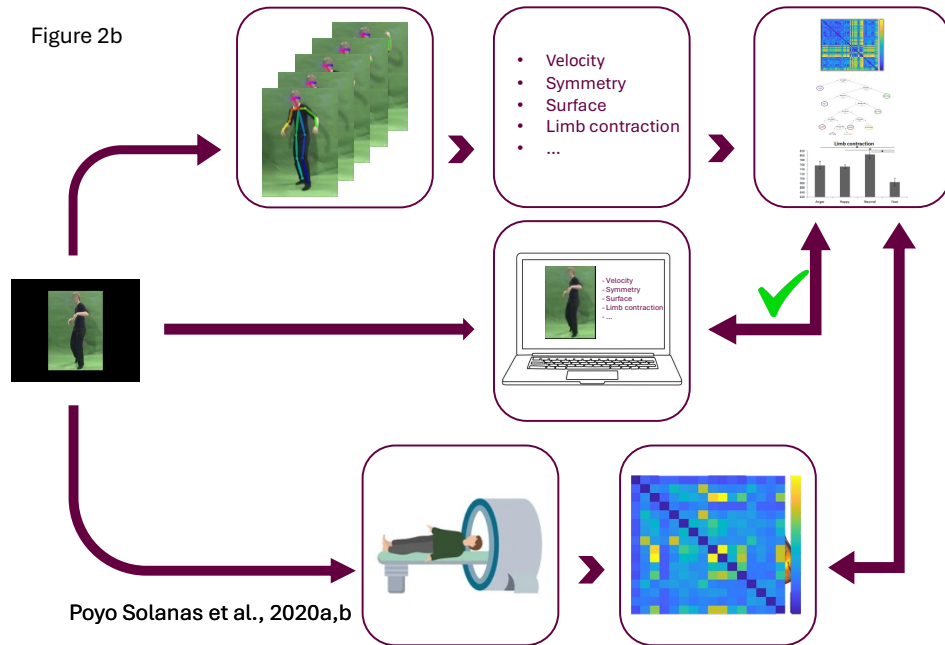 Figure 2b
• Velocity
• Symmetry
• Surface
• Limb contraction
• ...
Limb contraction
Anger Happy Neutral Fear
- Velocity
- Symmetry
- Surface
- Limb contraction
- ...
Poyo Solanas et al., 2020a,b